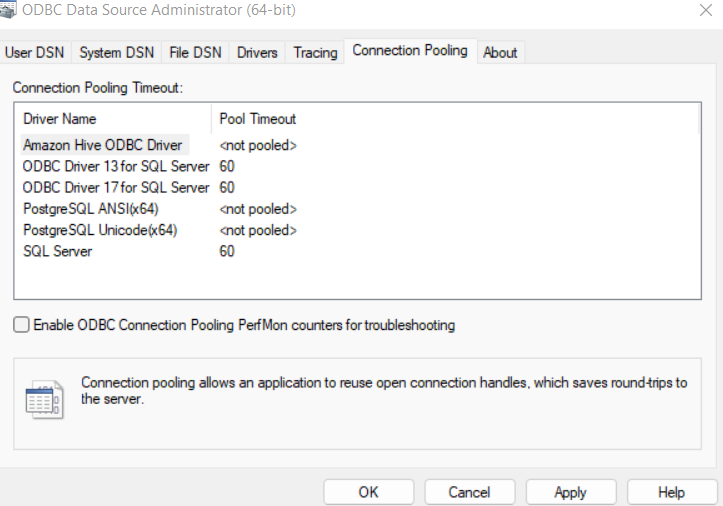 ODBC Data Source Administrator (64-bit)
User DSN System DSN File DSN Drivers Tracing Connection Pooling About
Connection Pooling Timeout:
Driver Name Pool Timeout
Amazon Hive ODBC Driver <not pooled>
ODBC Driver 13 for SQL Server 60
ODBC Driver 17 for SQL Server 60
PostgreSQL ANSI(x64) <not pooled>
PostgreSQL Unicode(x64) <not pooled>
SQL Server 60
Enable ODBC Connection Pooling PerfMon counters for troubleshooting
Connection pooling allows an application to reuse open connection handles, which saves round-trips to
the server.
OK Cancel Apply Help